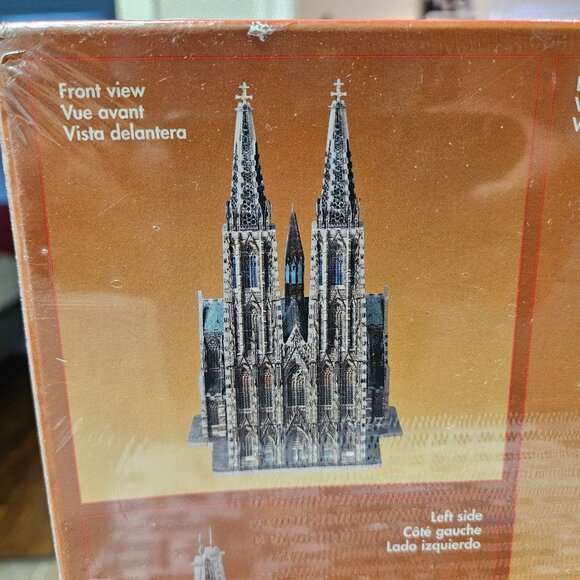 Front view
Vue avant
Vista delantera
Left side
Côté gauche
Lado izquierdo